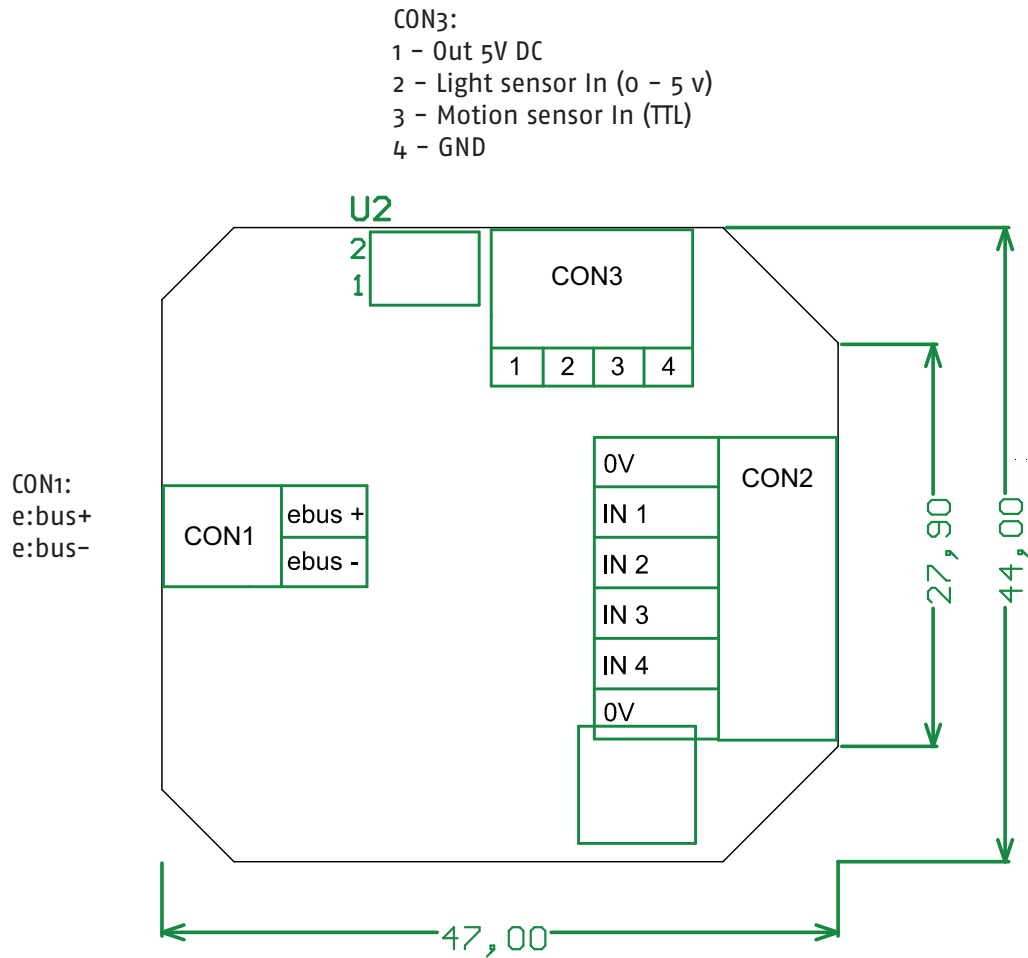 CON3:
1 - Out 5V DC
2 - Light sensor In (0 - 5 v)
3 - Motion sensor In (TTL)
4 - GND
U2
2
1
CON3
1 2 3 4
CON1:
e:bus+
e:bus-
CON1
ebus +
ebus -
0V
IN 1
IN 2
IN 3
IN 4
0V
CON2
27,90
44,00
47,00